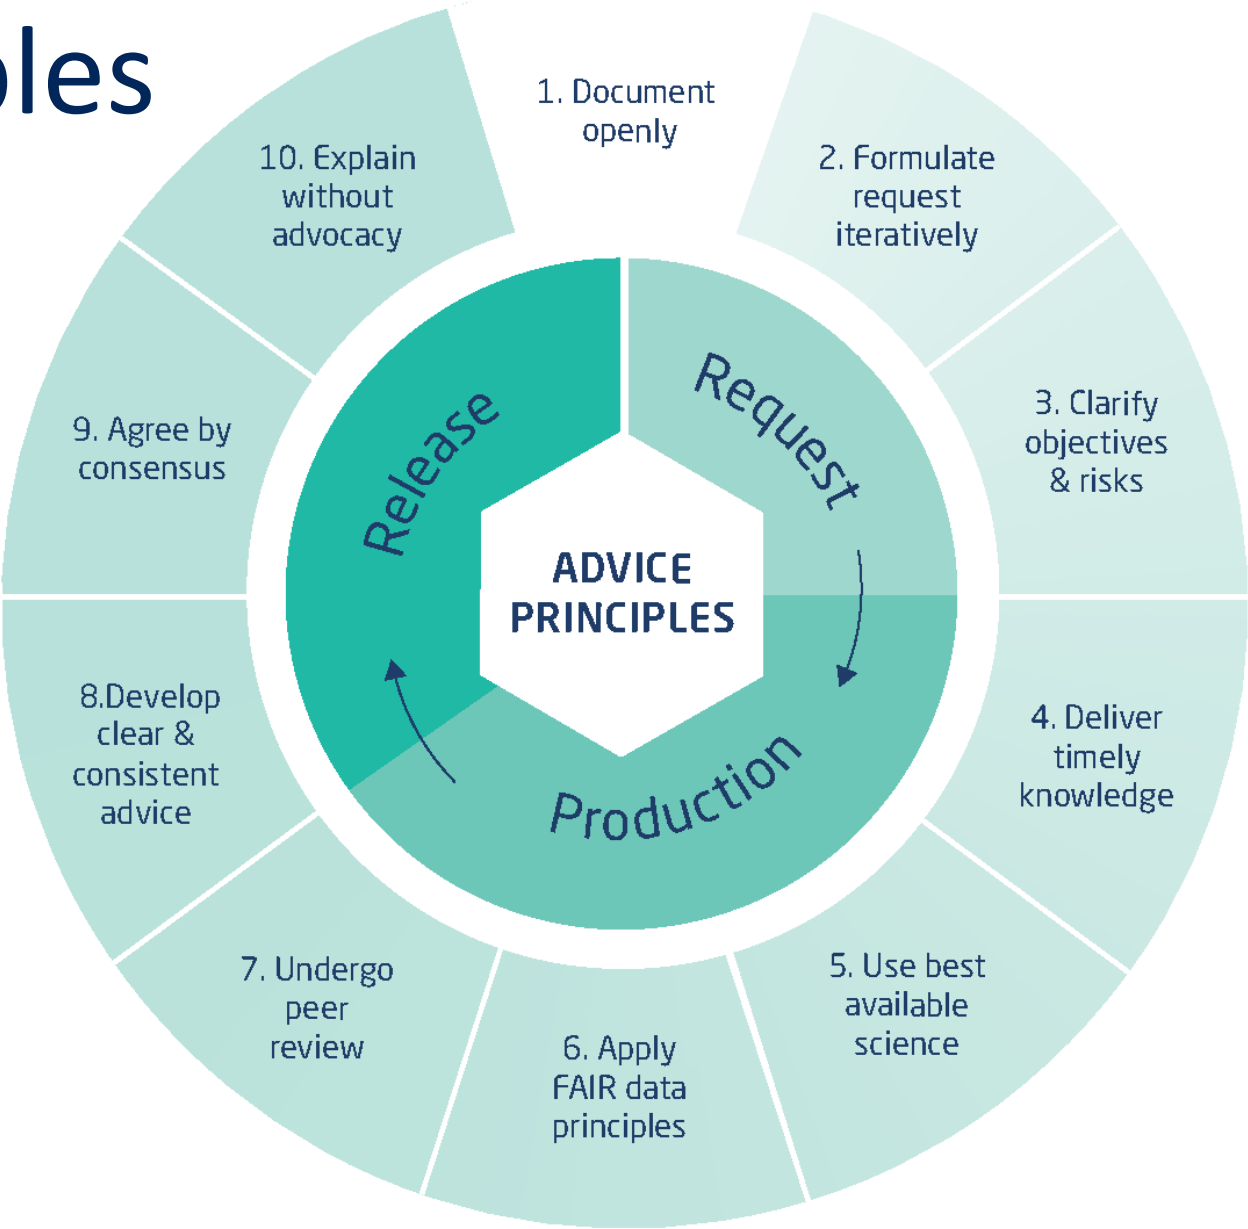 ples
1. Document
openly
2. Formulate
request
iteratively
3. Clarify
objectives
& risks
4. Deliver
timely
knowledge
5. Use best
available
science
6. Apply
FAIR data
principles
7. Undergo
peer
review
8.Develop
clear &
consistent
advice
9. Agree by
consensus
10. Explain
without
advocacy
Request
Production
Release
ADVICE
PRINCIPLES